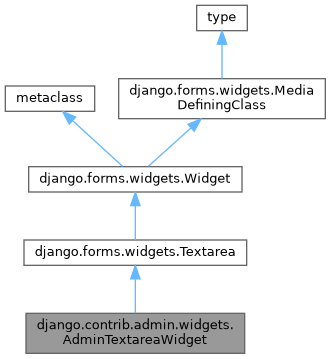 type
django.forms.widgets.Media
DefiningClass
metaclass
django.forms.widgets.Widget
django.forms.widgets.Textarea
django.contrib.admin.widgets.
AdminTextareaWidget